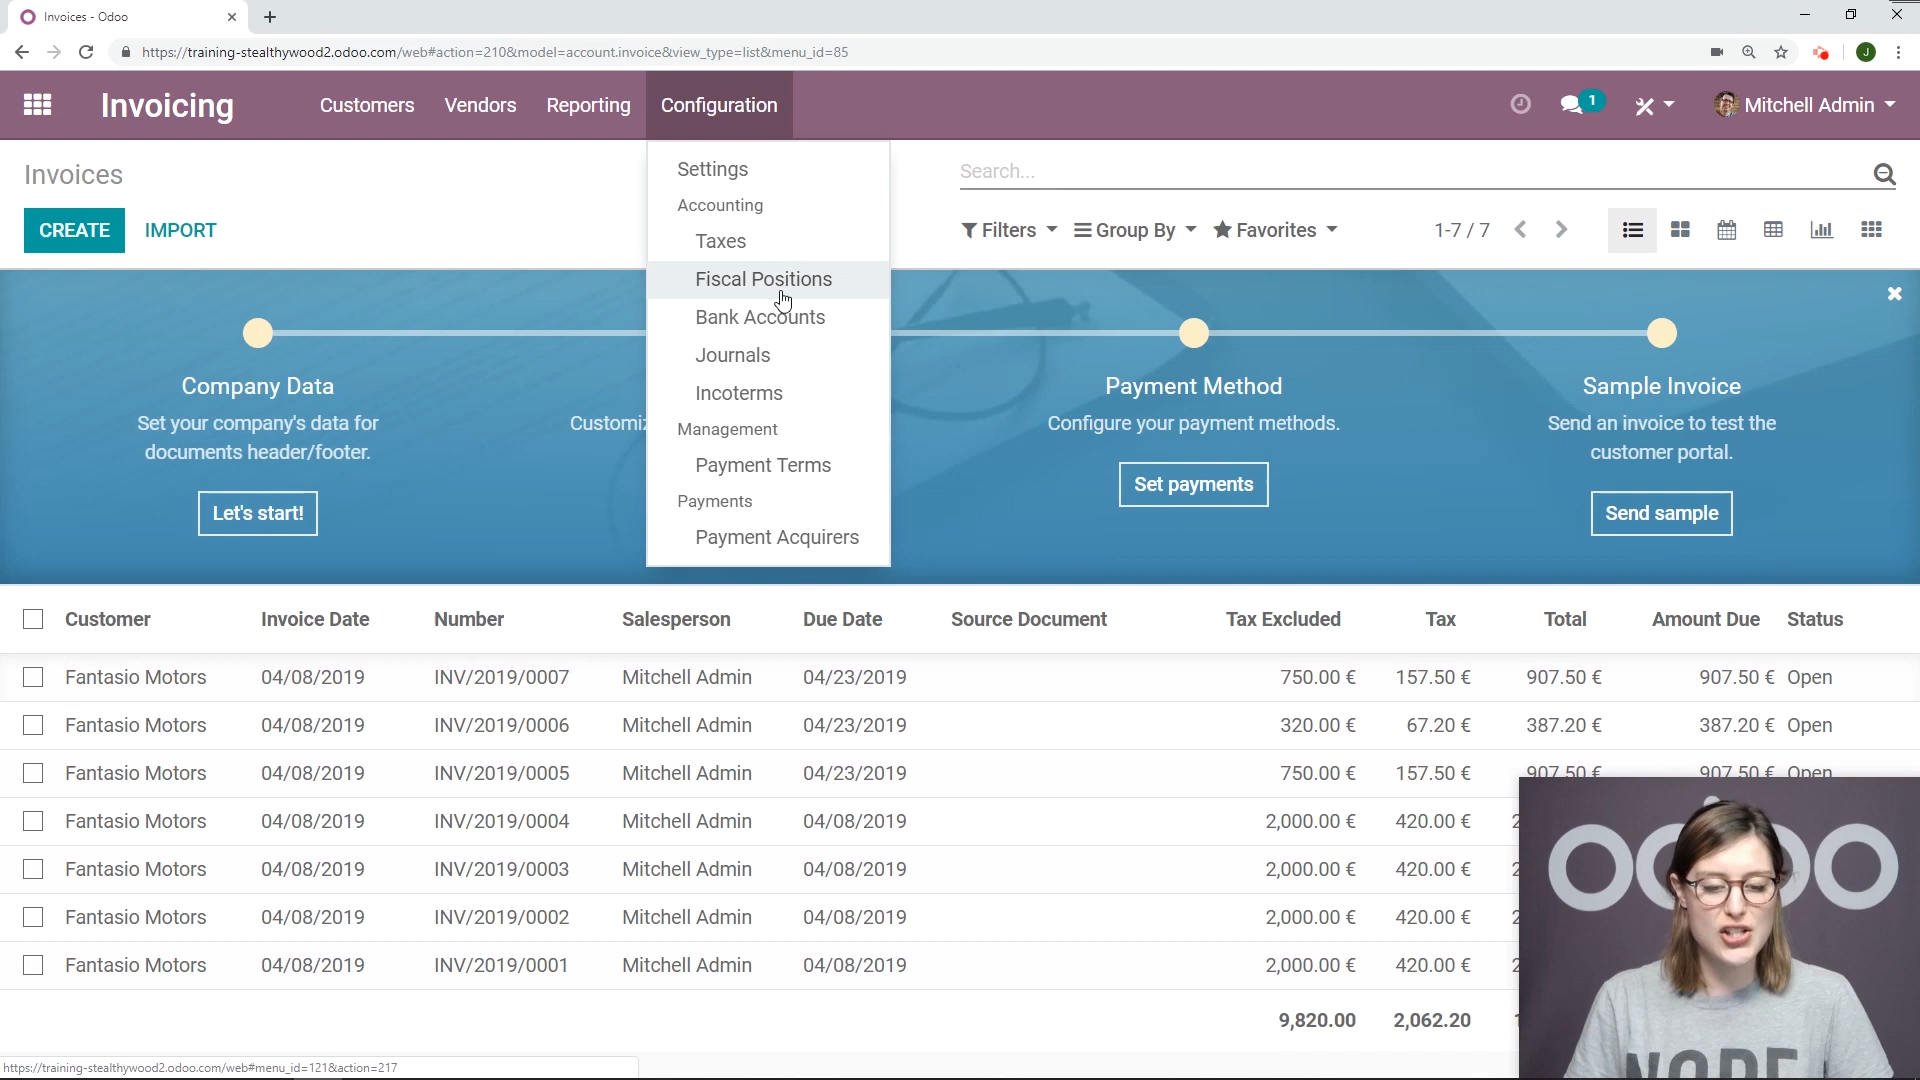 Invoices - Odoo
https://training-stealthywood2.odoo.com/web#action=210&model=account.invoice&view_type=list&menu_id=85
J
Invoicing Customers Vendors Reporting Configuration 1 Mitchell Admin
Invoices
Search...
CREATE IMPORT
Filters Group By Favorites 1-7 / 7
Settings
Accounting
Taxes
Fiscal Positions
Bank Accounts
Journals
Incoterms
Management
Payment Terms
Payments
Payment Acquirers
Company Data
Set your company's data for
documents header/footer.
Let's start!
Payment Method
Configure your payment methods.
Set payments
Sample Invoice
Send an invoice to test the
customer portal.
Send sample
Customer Invoice Date Number Salesperson Due Date Source Document Tax Excluded Tax Total Amount Due Status
Fantasio Motors 04/08/2019 INV/2019/0007 Mitchell Admin 04/23/2019 750.00 € 157.50 € 907.50 € 907.50 € Open
Fantasio Motors 04/08/2019 INV/2019/0006 Mitchell Admin 04/23/2019 320.00 € 67.20 € 387.20 € 387.20 € Open
Fantasio Motors 04/08/2019 INV/2019/0005 Mitchell Admin 04/23/2019 750.00 € 157.50 € 907.50 € 907.50 € Open
Fantasio Motors 04/08/2019 INV/2019/0004 Mitchell Admin 04/08/2019 2,000.00 € 420.00 €
Fantasio Motors 04/08/2019 INV/2019/0003 Mitchell Admin 04/08/2019 2,000.00 € 420.00 €
Fantasio Motors 04/08/2019 INV/2019/0002 Mitchell Admin 04/08/2019 2,000.00 € 420.00 €
Fantasio Motors 04/08/2019 INV/2019/0001 Mitchell Admin 04/08/2019 2,000.00 € 420.00 €
9,820.00 2,062.20
https://training-stealthywood2.odoo.com/web#menu_id=121&action=217